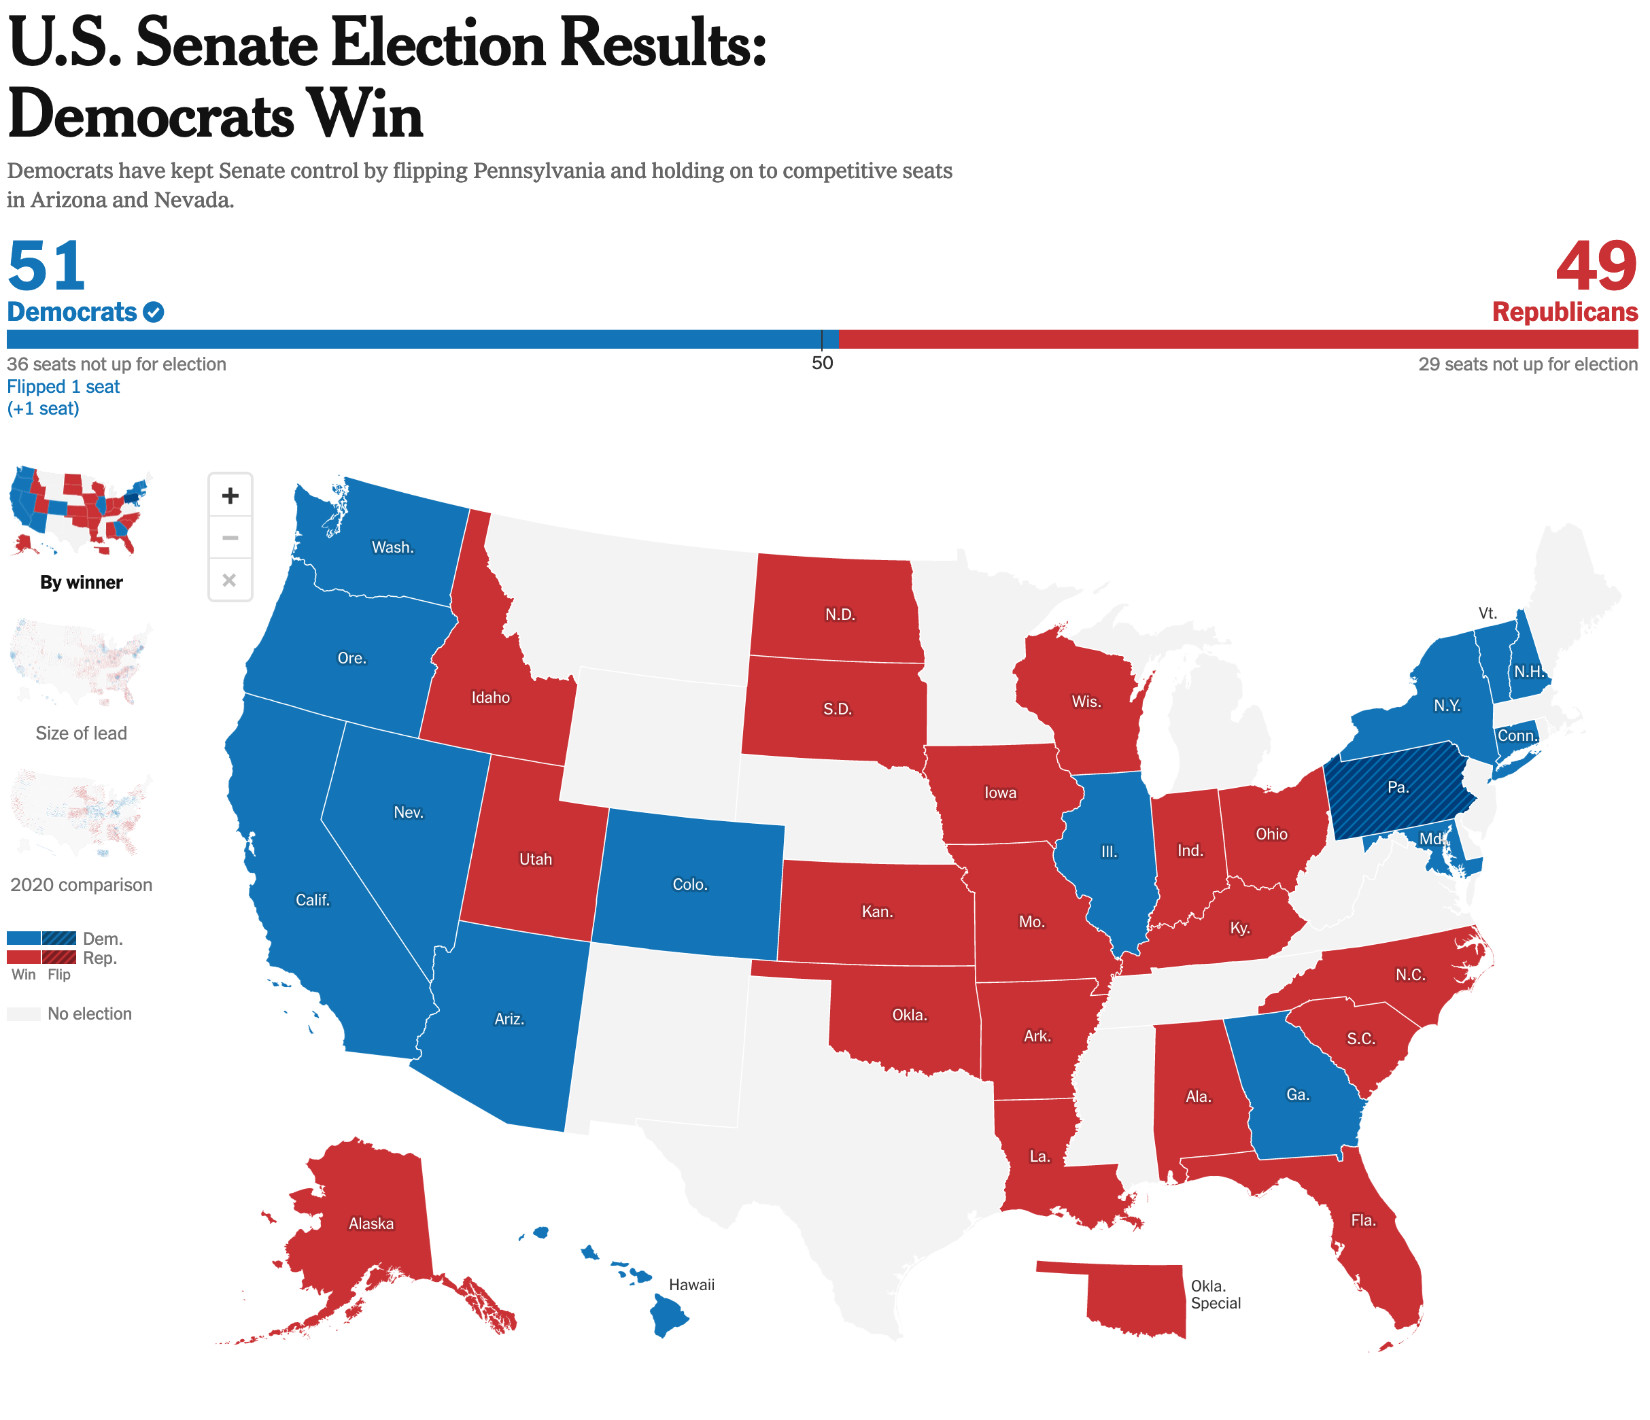 U.S. Senate Election Results:
Democrats Win
Democrats have kept Senate control by flipping Pennsylvania and holding on to competitive seats
in Arizona and Nevada.
51
49
Democrats
Republicans
36 seats not up for election
50
29 seats not up for election
Flipped 1 seat
(+1 seat)
By winner
Size of lead
2020 comparison
Dem.
Rep.
Win Flip
No election
+
−
×
Wash.
Ore.
Idaho
Calif.
Nev.
Utah
Ariz.
Colo.
N.D.
S.D.
Kan.
Okla.
Iowa
Mo.
Ark.
La.
Wis.
Ill.
Ind.
Ohio
Ky.
Ala.
Ga.
Fla.
S.C.
N.C.
Pa.
Md.
N.Y.
Vt.
N.H.
Conn.
Alaska
Hawaii
Okla.
Special